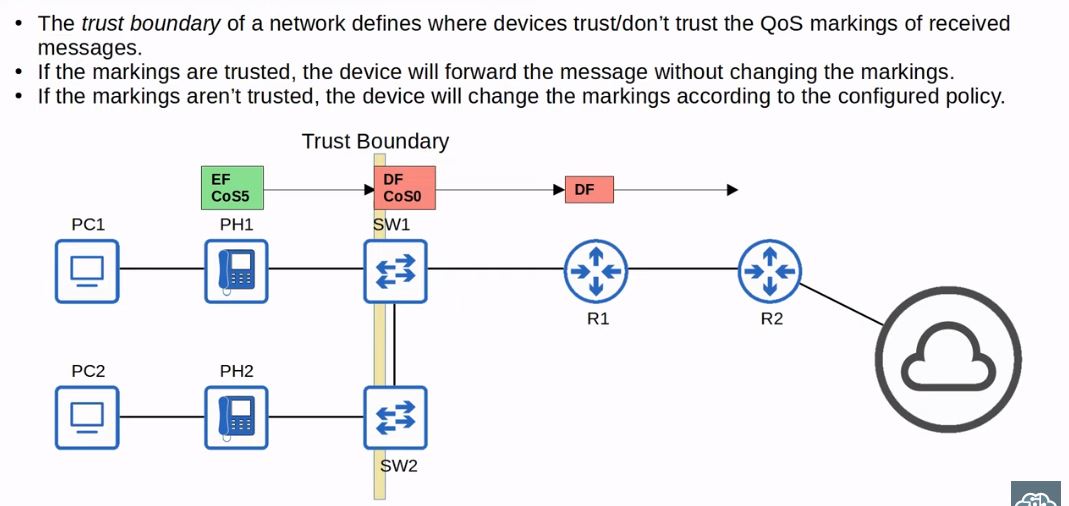 • The trust boundary of a network defines where devices trust/don't trust the QoS markings of received
messages.
• If the markings are trusted, the device will forward the message without changing the markings.
• If the markings aren't trusted, the device will change the markings according to the configured policy.
Trust Boundary
EF
CoS5
DF
CoS0
DF
PC1
PH1
SW1
R1
R2
PC2
PH2
SW2